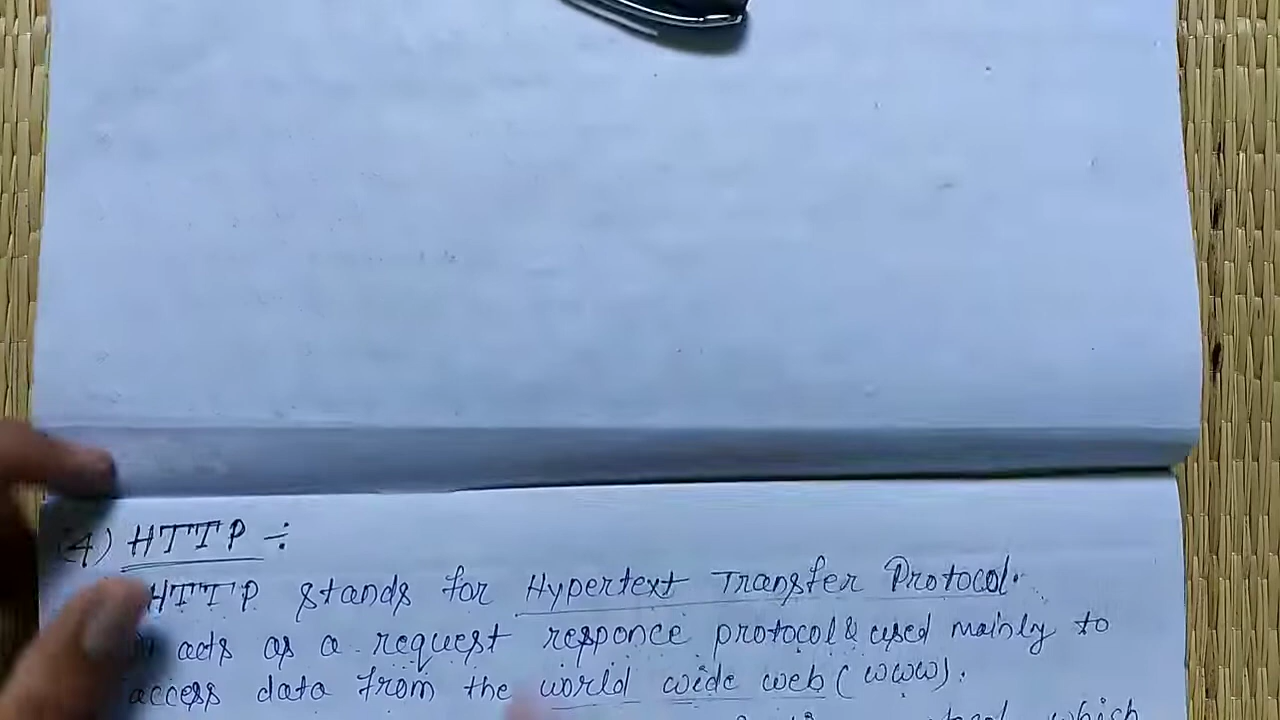 (4) HTTP ÷
HTTP stands for Hypertext Transfer Protocol.
acts as a request responce protocol & used mainly to
access data from the world wide web (www).
which